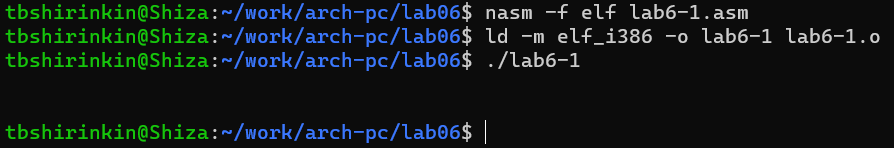 tbshirinkin@Shiza:~/work/arch-pc/lab06$ nasm -f elf lab6-1.asm
tbshirinkin@Shiza:~/work/arch-pc/lab06$ ld -m elf_i386 -o lab6-1 lab6-1.o
tbshirinkin@Shiza:~/work/arch-pc/lab06$ ./lab6-1
tbshirinkin@Shiza:~/work/arch-pc/lab06$